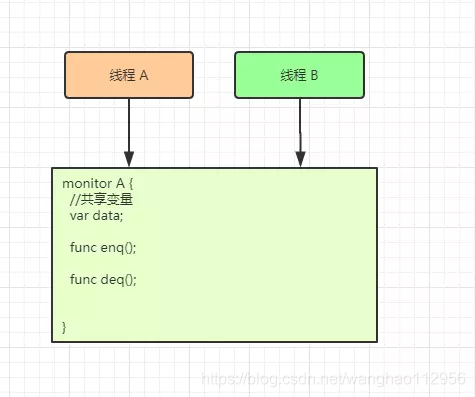 线程 A
线程 B
monitor A {
//共享变量
var data;
func enq();
func deq();
}
https://blog.csdn.net/wanghao112956